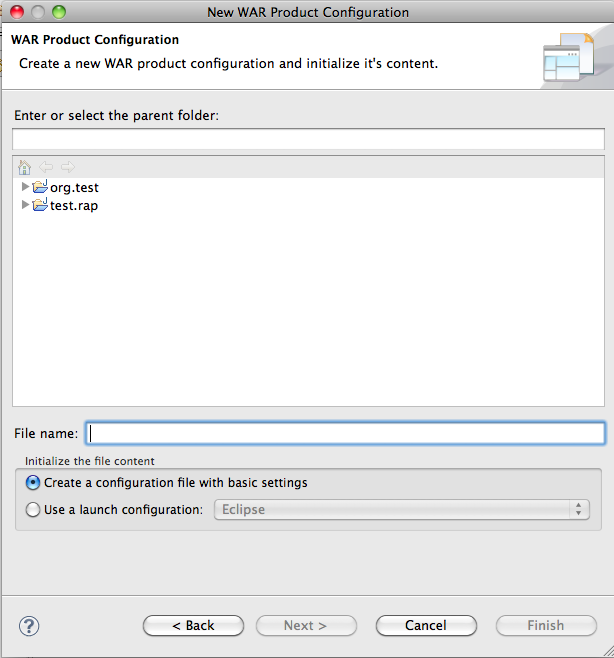 New WAR Product Configuration
WAR Product Configuration
Create a new WAR product configuration and initialize it's content.
Enter or select the parent folder:
org.test
test.rap
File name:
Initialize the file content
Create a configuration file with basic settings
Use a launch configuration: Eclipse
? < Back Next > Cancel Finish